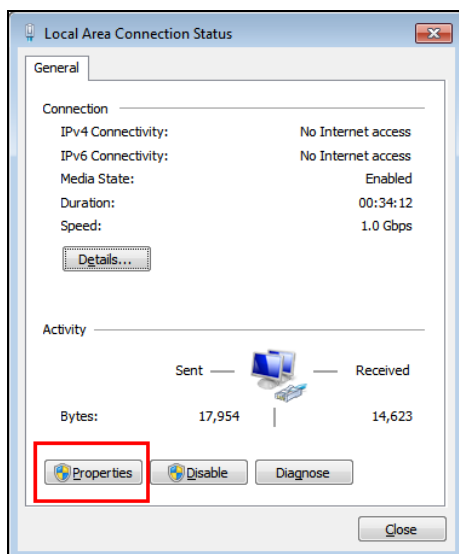 Local Area Connection Status
General
Connection
IPv4 Connectivity: No Internet access
IPv6 Connectivity: No Internet access
Media State: Enabled
Duration: 00:34:12
Speed: 1.0 Gbps
Details...
Activity
Sent Received
Bytes: 17,954 14,623
Properties Disable Diagnose
Close